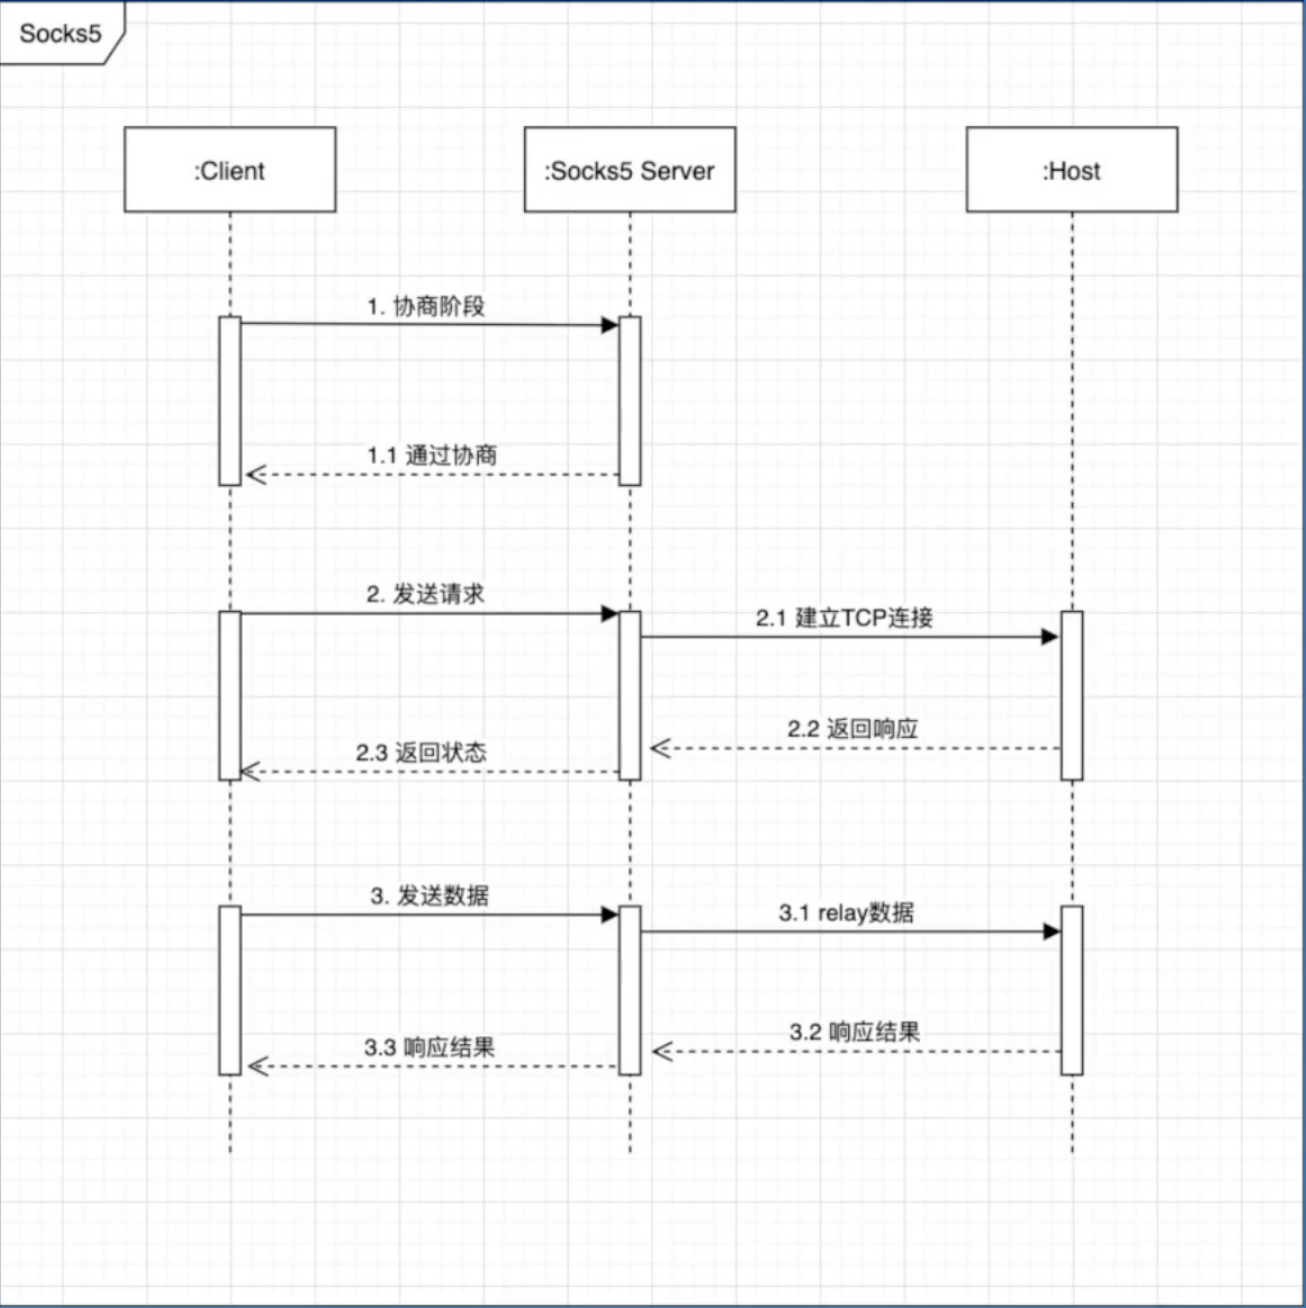 Socks5
:Client
:Socks5 Server
:Host
1. 协商阶段
1.1 通过协商
2. 发送请求
2.1 建立TCP连接
2.2 返回响应
2.3 返回状态
3. 发送数据
3.1 relay数据
3.2 响应结果
3.3 响应结果